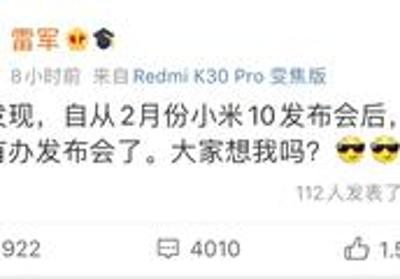 雷军
8小时前 来自Redmi K30 Pro 变焦版
发现，自从2月份小米10发布会后，
有办发布会了。大家想我吗？😎😎
112人发表了
922 4010 1.5